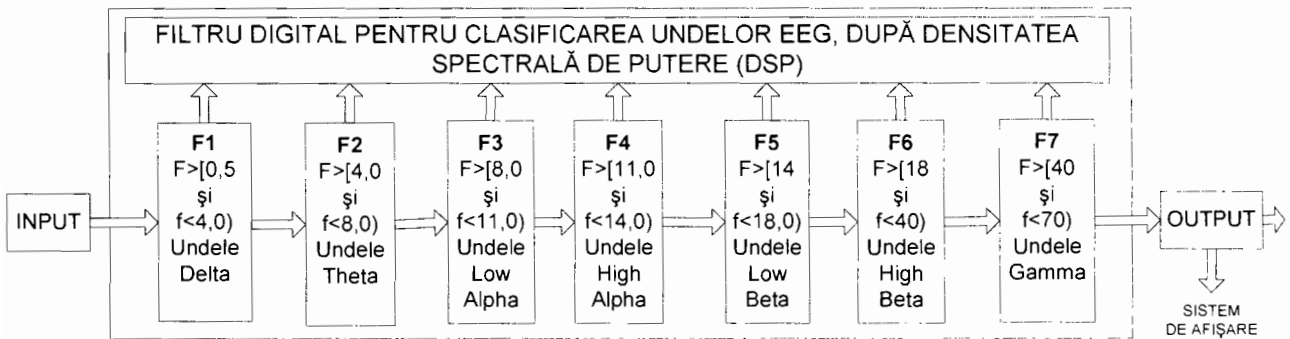 FILTRU DIGITAL PENTRU CLASIFICAREA UNDELOR EEG, DUPĂ DENSITATEA
SPECTRALĂ DE PUTERE (DSP)
INPUT
F1
F>[0,5
şi
f<4,0)
Undele
Delta
F2
F>[4,0
şi
f<8,0)
Undele
Theta
F3
F>[8,0
şi
f<11,0)
Undele
Low
Alpha
F4
F>[11,0
şi
f<14,0)
Undele
High
Alpha
F5
F>[14
şi
f<18,0)
Undele
Low
Beta
F6
F>[18
şi
f<40)
Undele
High
Beta
F7
F>[40
şi
f<70)
Undele
Gamma
OUTPUT
SISTEM
DE AFIŞARE